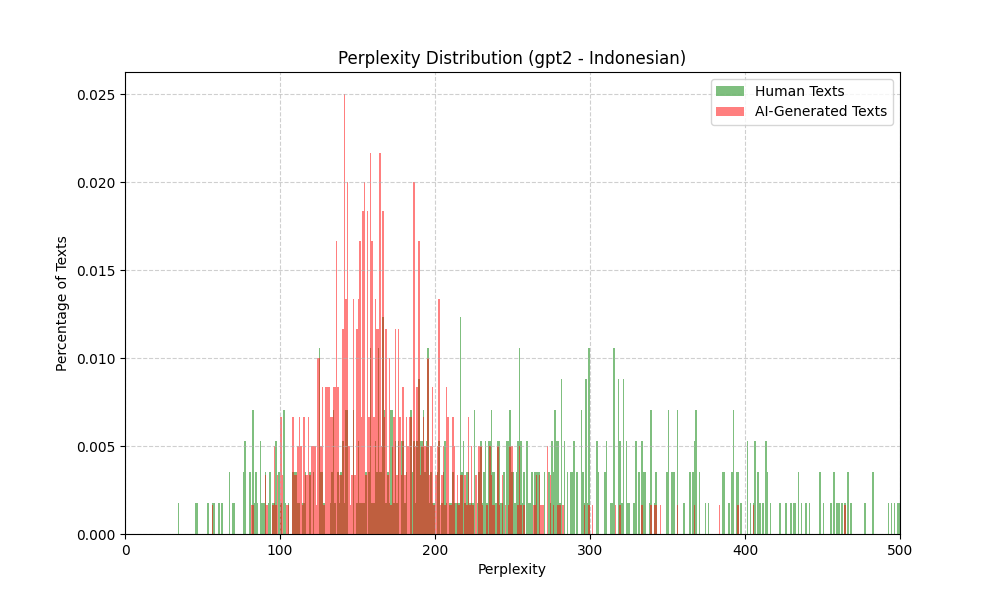 Perplexity Distribution (gpt2 - Indonesian)
Human Texts
AI-Generated Texts
Percentage of Texts
0.025
0.020
0.015
0.010
0.005
0.000
0
100
200
300
400
500
Perplexity